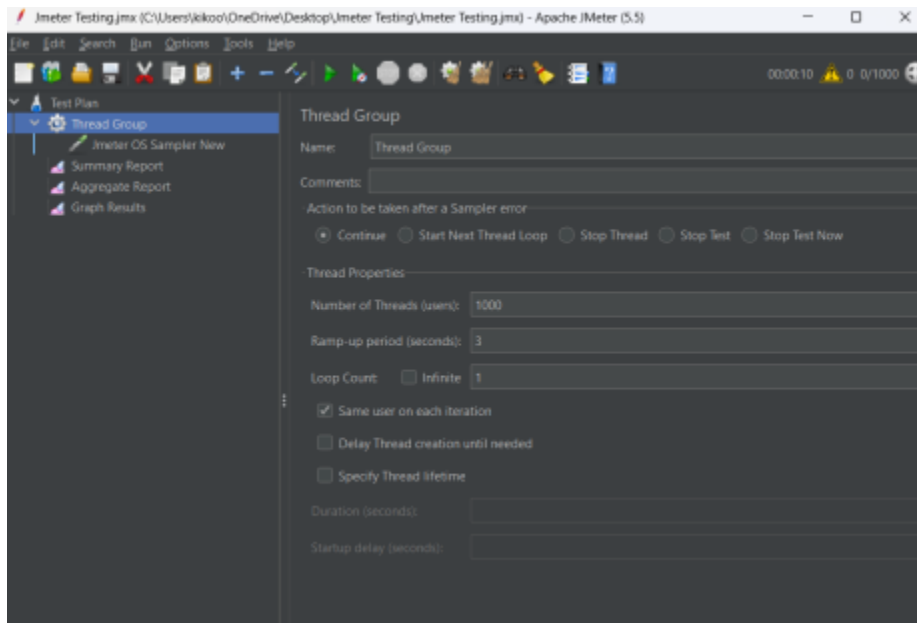 Jmeter Testing.jmx (C:\Users\kikoo\OneDrive\Desktop\Jmeter Testing\Jmeter Testing.jmx) - Apache JMeter (5.5)
File Edit Search Run Options Tools Help
00:00:10 0 0/1000
Test Plan
Thread Group
Jmeter OS Sampler New
Summary Report
Aggregate Report
Graph Results
Thread Group
Name: Thread Group
Comments:
Action to be taken after a Sampler error
Continue Start Next Thread Loop Stop Thread Stop Test Stop Test Now
Thread Properties
Number of Threads (users): 1000
Ramp-up period (seconds): 3
Loop Count: Infinite 1
Same user on each iteration
Delay Thread creation until needed
Specify Thread lifetime
Duration (seconds):
Startup delay (seconds):